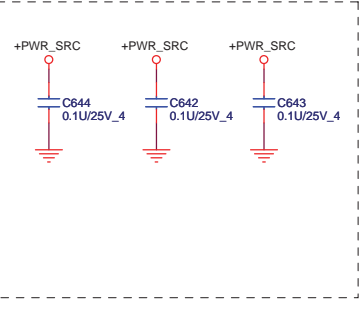 +PWR_SRC +PWR_SRC +PWR_SRC
C644 C642 C643
0.1U/25V_4 0.1U/25V_4 0.1U/25V_4